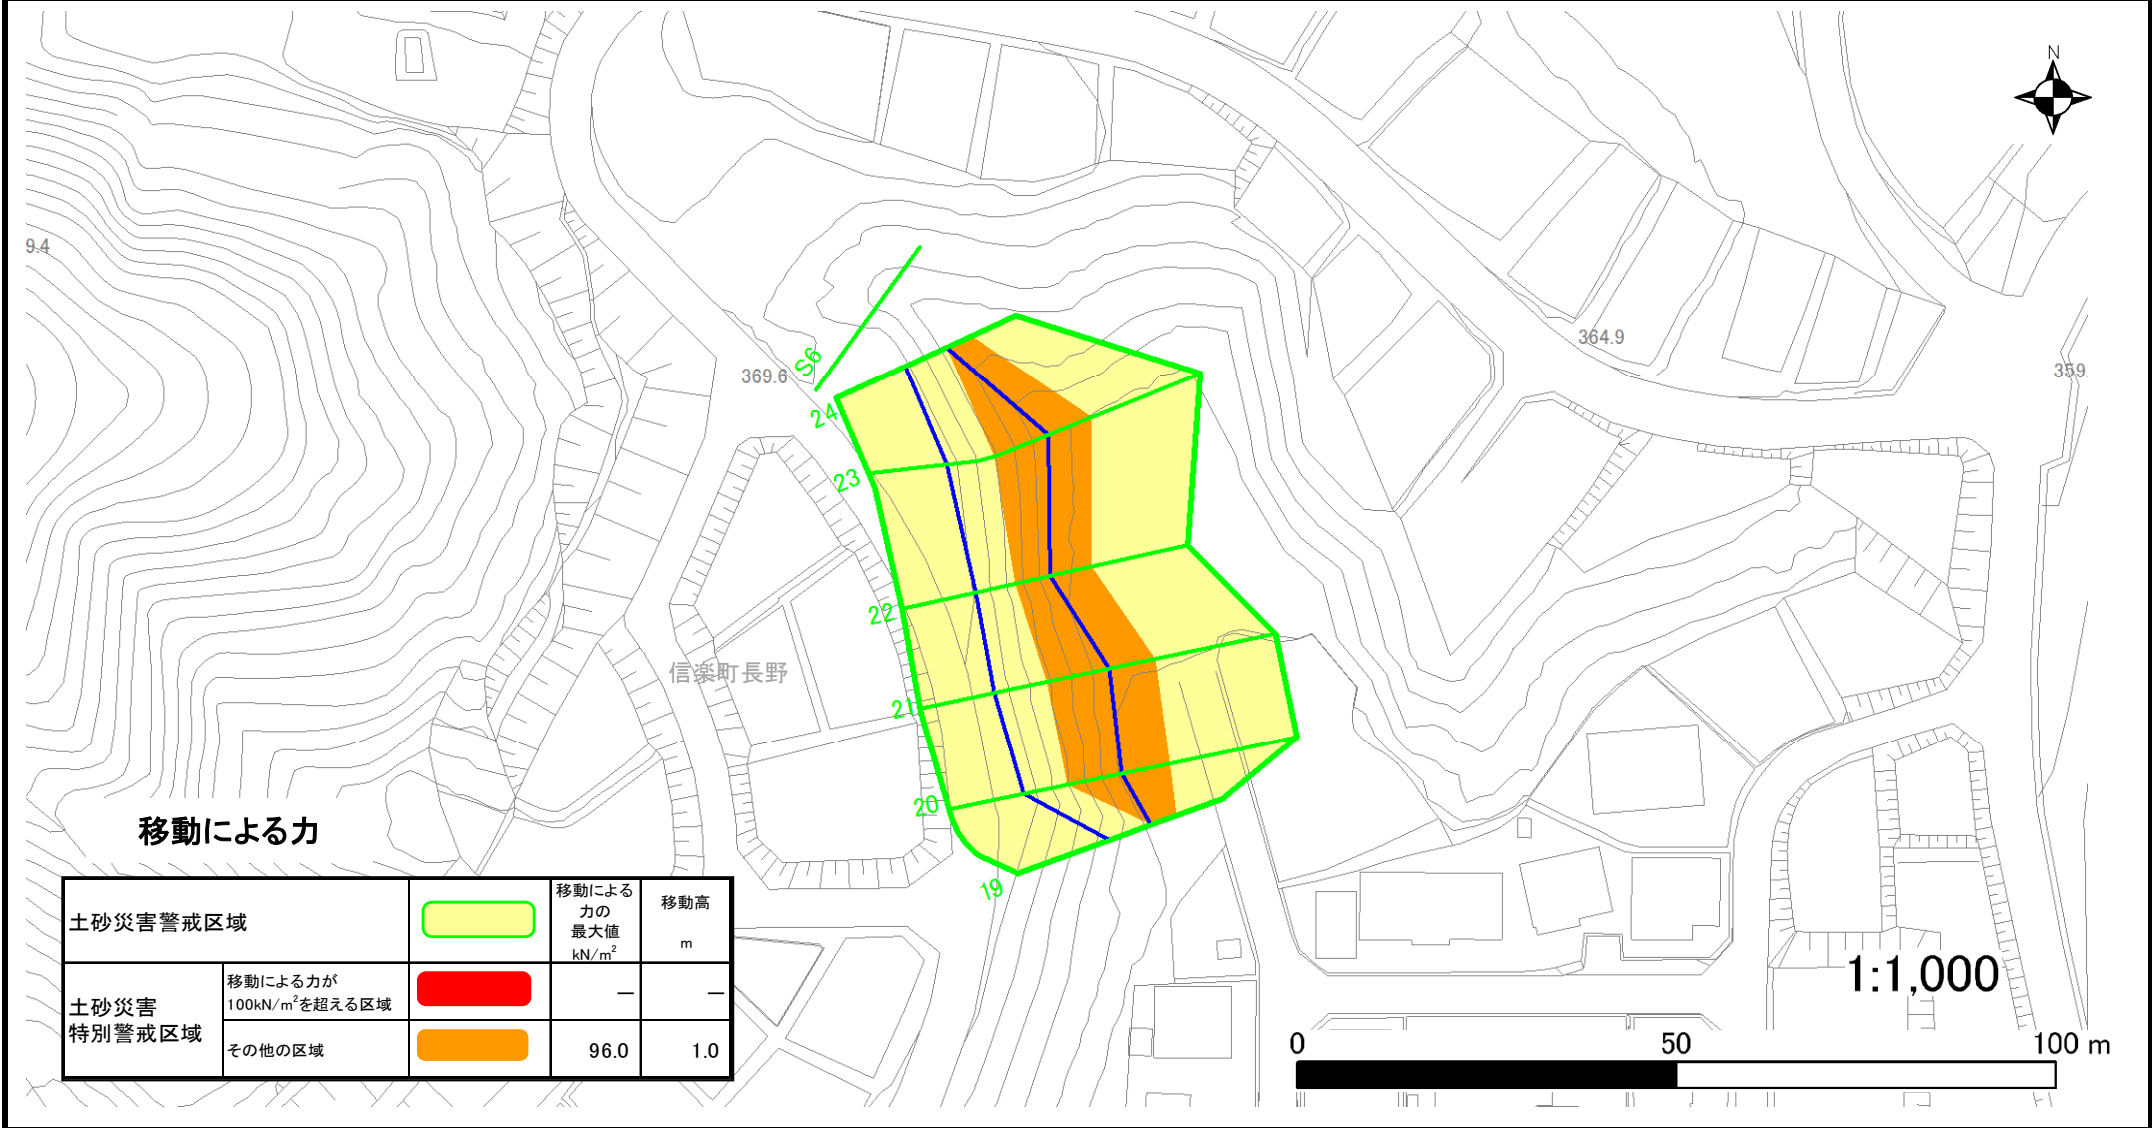 N
9.4
S6
369.6
364.9
359.
24
23
22
信楽町長野
21
20
19
移動による力
土砂災害警戒区域
移動による
力の
最大値
kN/m²
移動高
m
土砂災害
特別警戒区域
移動による力が
100kN/m²を超える区域
—
—
その他の区域
96.0
1.0
1:1,000
0
50
100 m